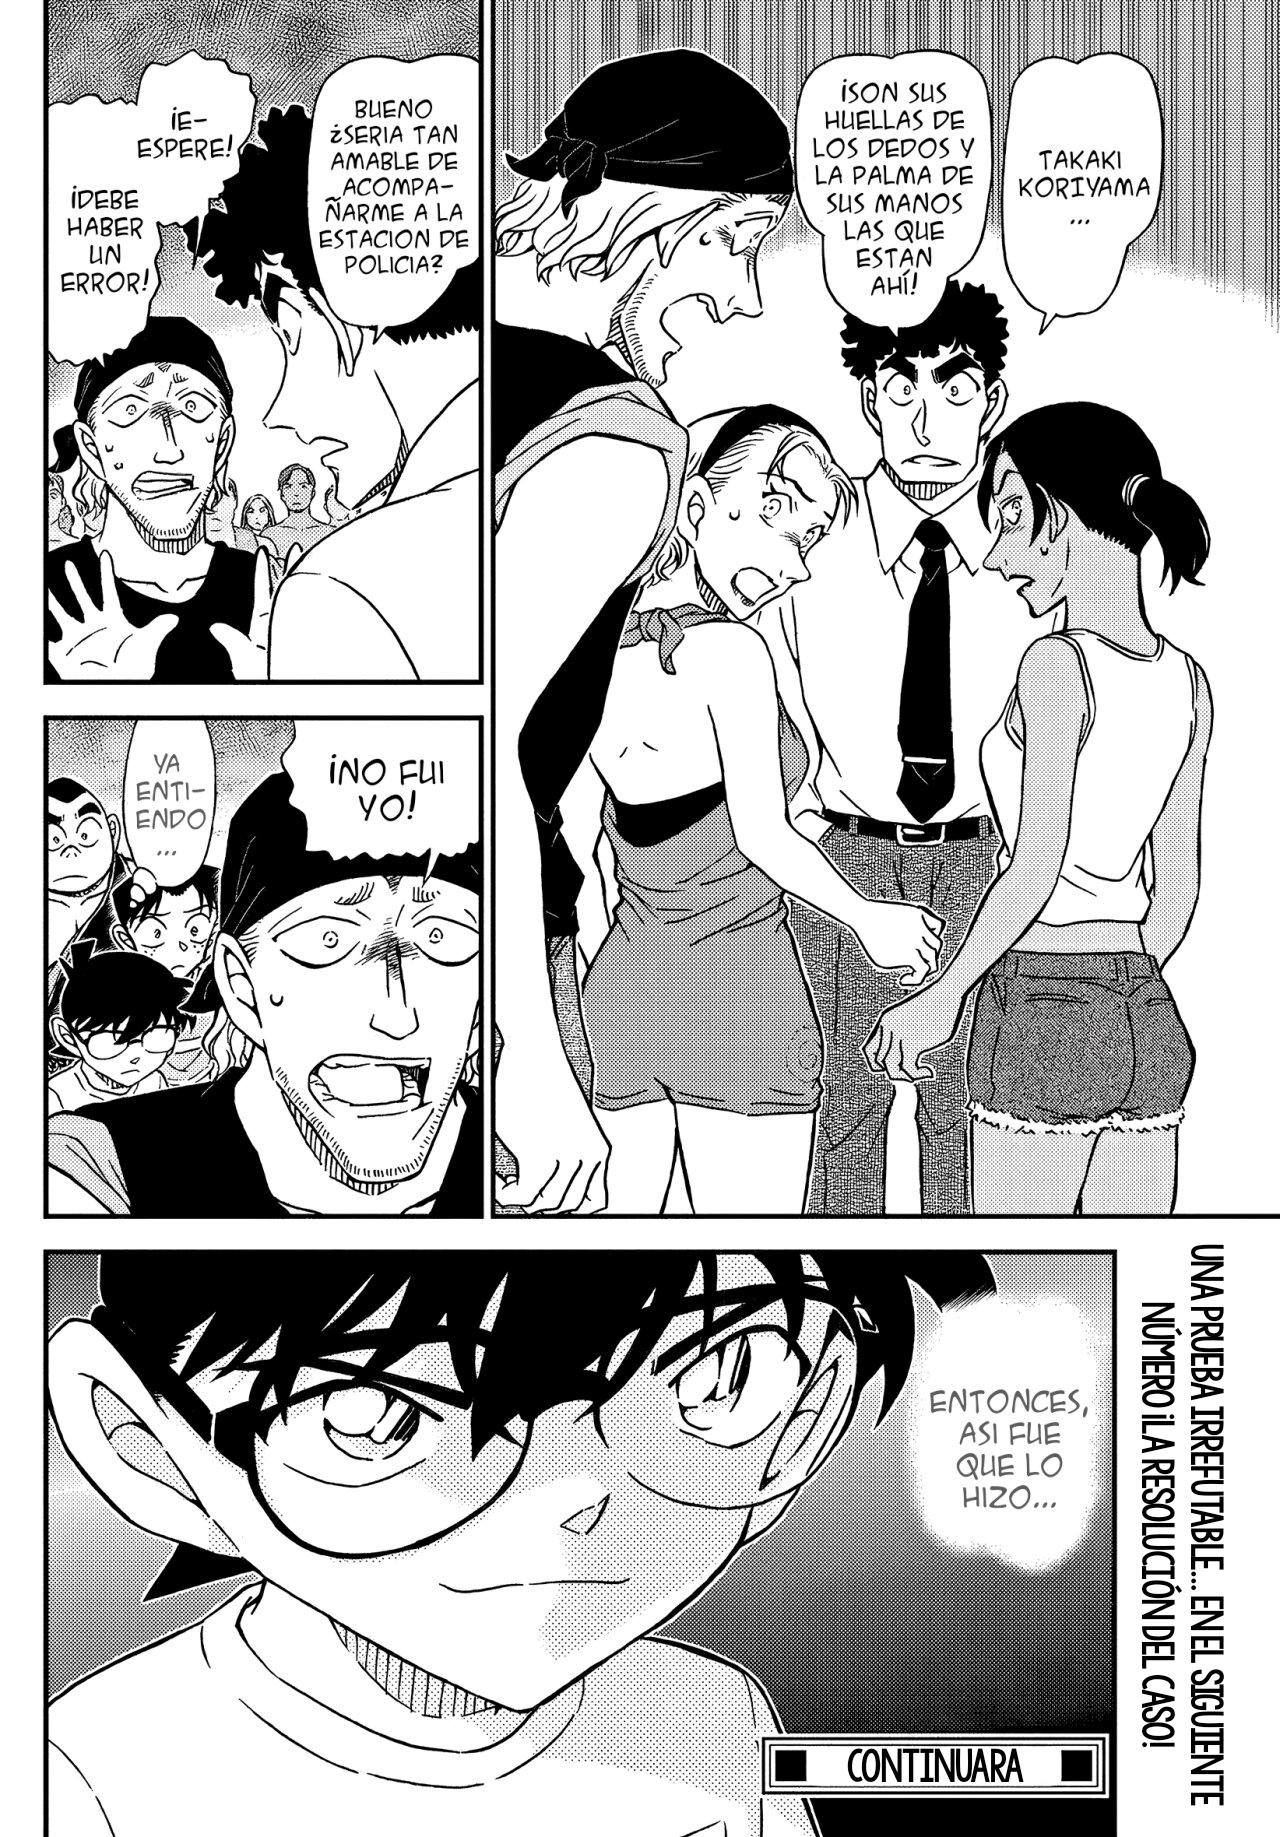 TAKAKI
KORIYAMA
...
¡SON SUS
HUELLAS DE
LOS DEDOS Y
LA PALMA DE
SUS MANOS
LAS QUE
ESTAN
AHÍ!
BUENO
¿SERIA TAN
AMABLE DE
ACOMPA-
ÑARME A LA
ESTACION DE
POLICIA?
¡E-
ESPERE!
¡DEBE
HABER
UN
ERROR!
¡NO FUI
YO!
YA
ENTI-
ENDO
...
ENTONCES,
ASI FUE
QUE LO
HIZO...
UNA PRUEBA IRREFUTABLE... EN EL SIGUIENTE
NÚMERO ¡LA RESOLUCIÓN DEL CASO!
CONTINUARA